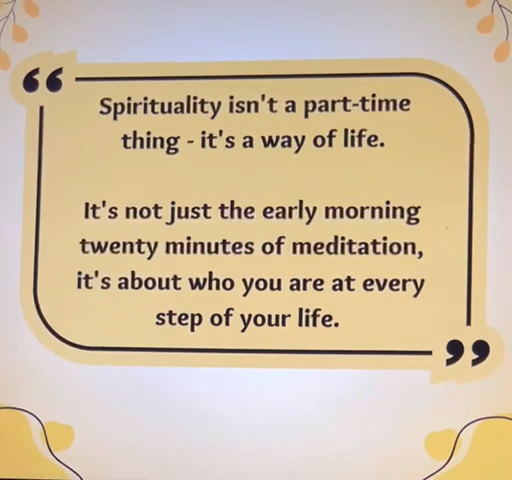 Spirituality isn't a part-time
thing - it's a way of life.
It's not just the early morning
twenty minutes of meditation,
it's about who you are at every
step of your life.